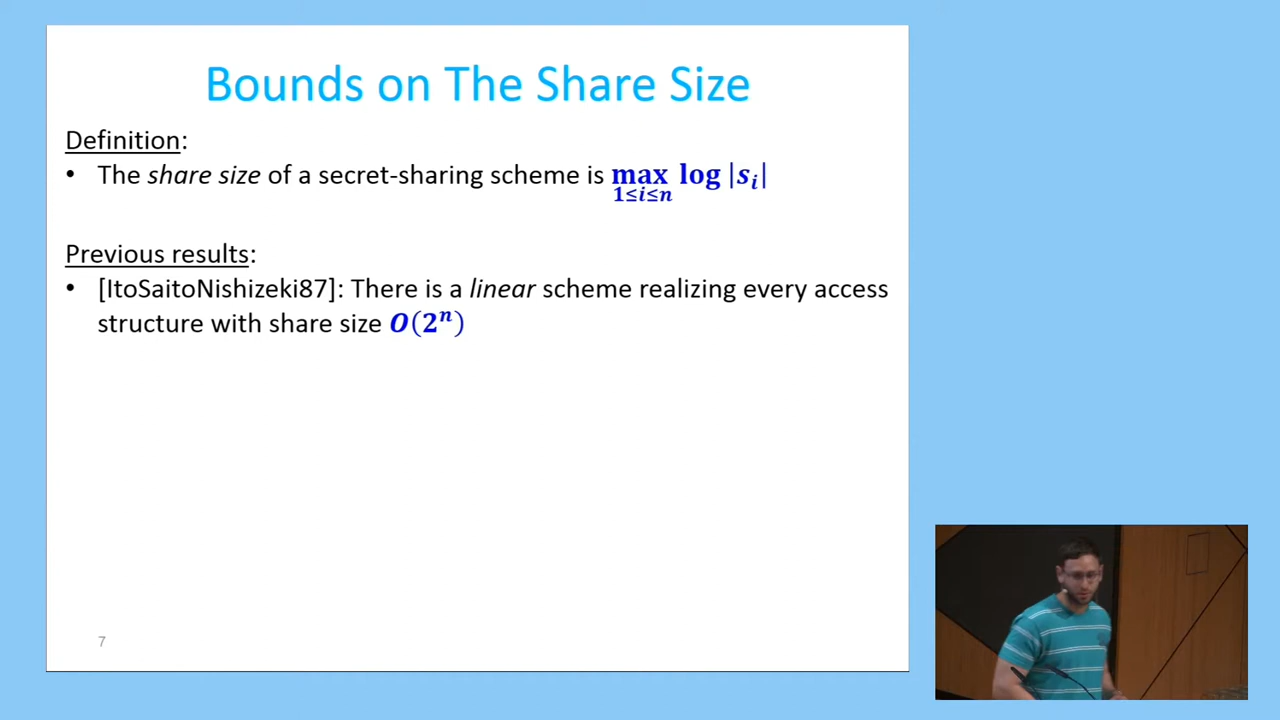 Bounds on The Share Size
Definition:
• The share size of a secret-sharing scheme is max log |sᵢ|
1≤i≤n
Previous results:
• [ItoSaitoNishizeki87]: There is a linear scheme realizing every access
structure with share size O(2ⁿ)
7